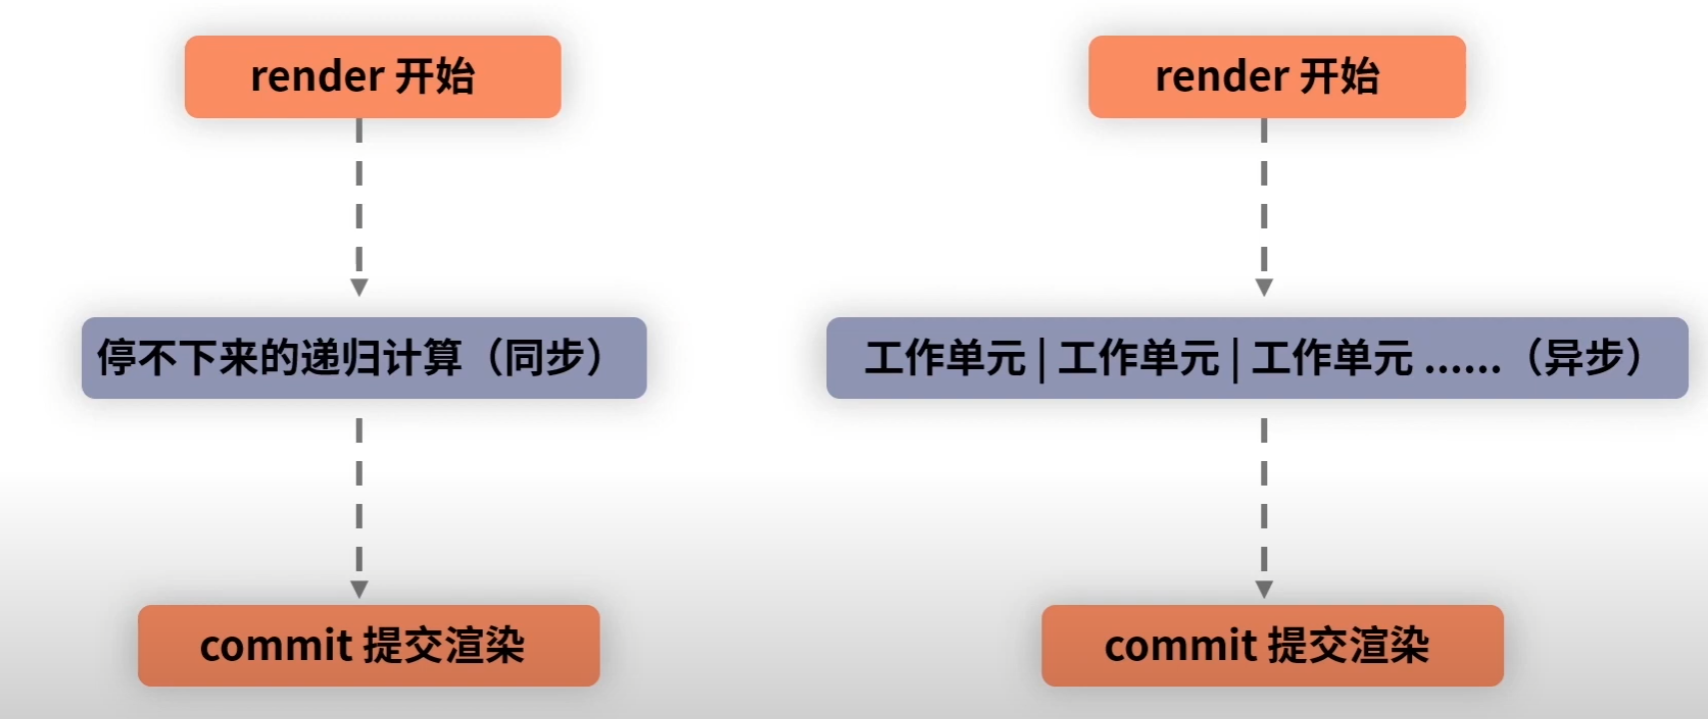 render 开始
停不下来的递归计算（同步）
commit 提交渲染
render 开始
工作单元 | 工作单元 | 工作单元 ......（异步）
commit 提交渲染